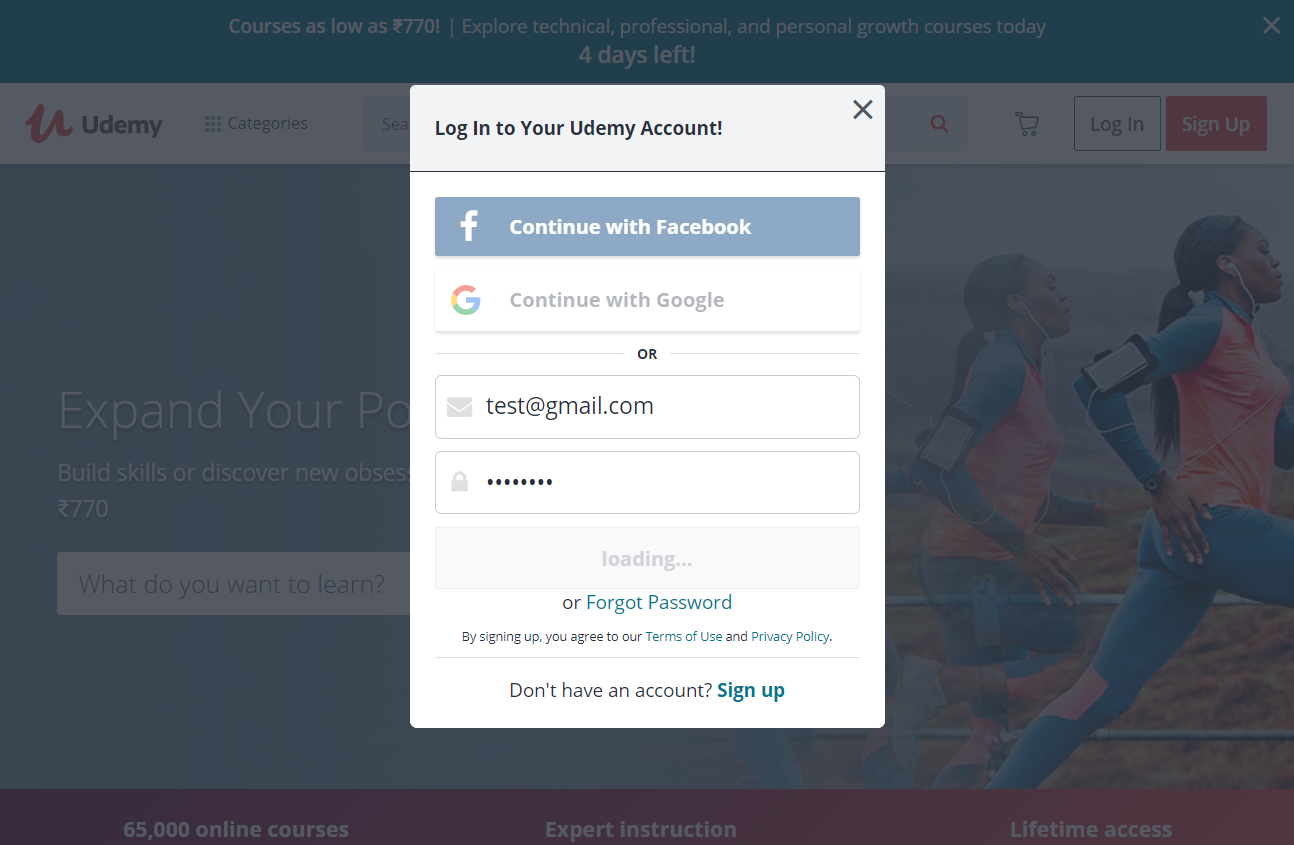 Courses as low as ₹770! | Explore technical, professional, and personal growth courses today
4 days left!
Udemy
Categories
Sea
Log In
Sign Up
Log In to Your Udemy Account!
Continue with Facebook
Continue with Google
OR
test@gmail.com
••••••••
loading...
or Forgot Password
By signing up, you agree to our Terms of Use and Privacy Policy.
Don't have an account? Sign up
Expand Your Po
Build skills or discover new obsess
₹770
What do you want to learn?
65,000 online courses
Expert instruction
Lifetime access